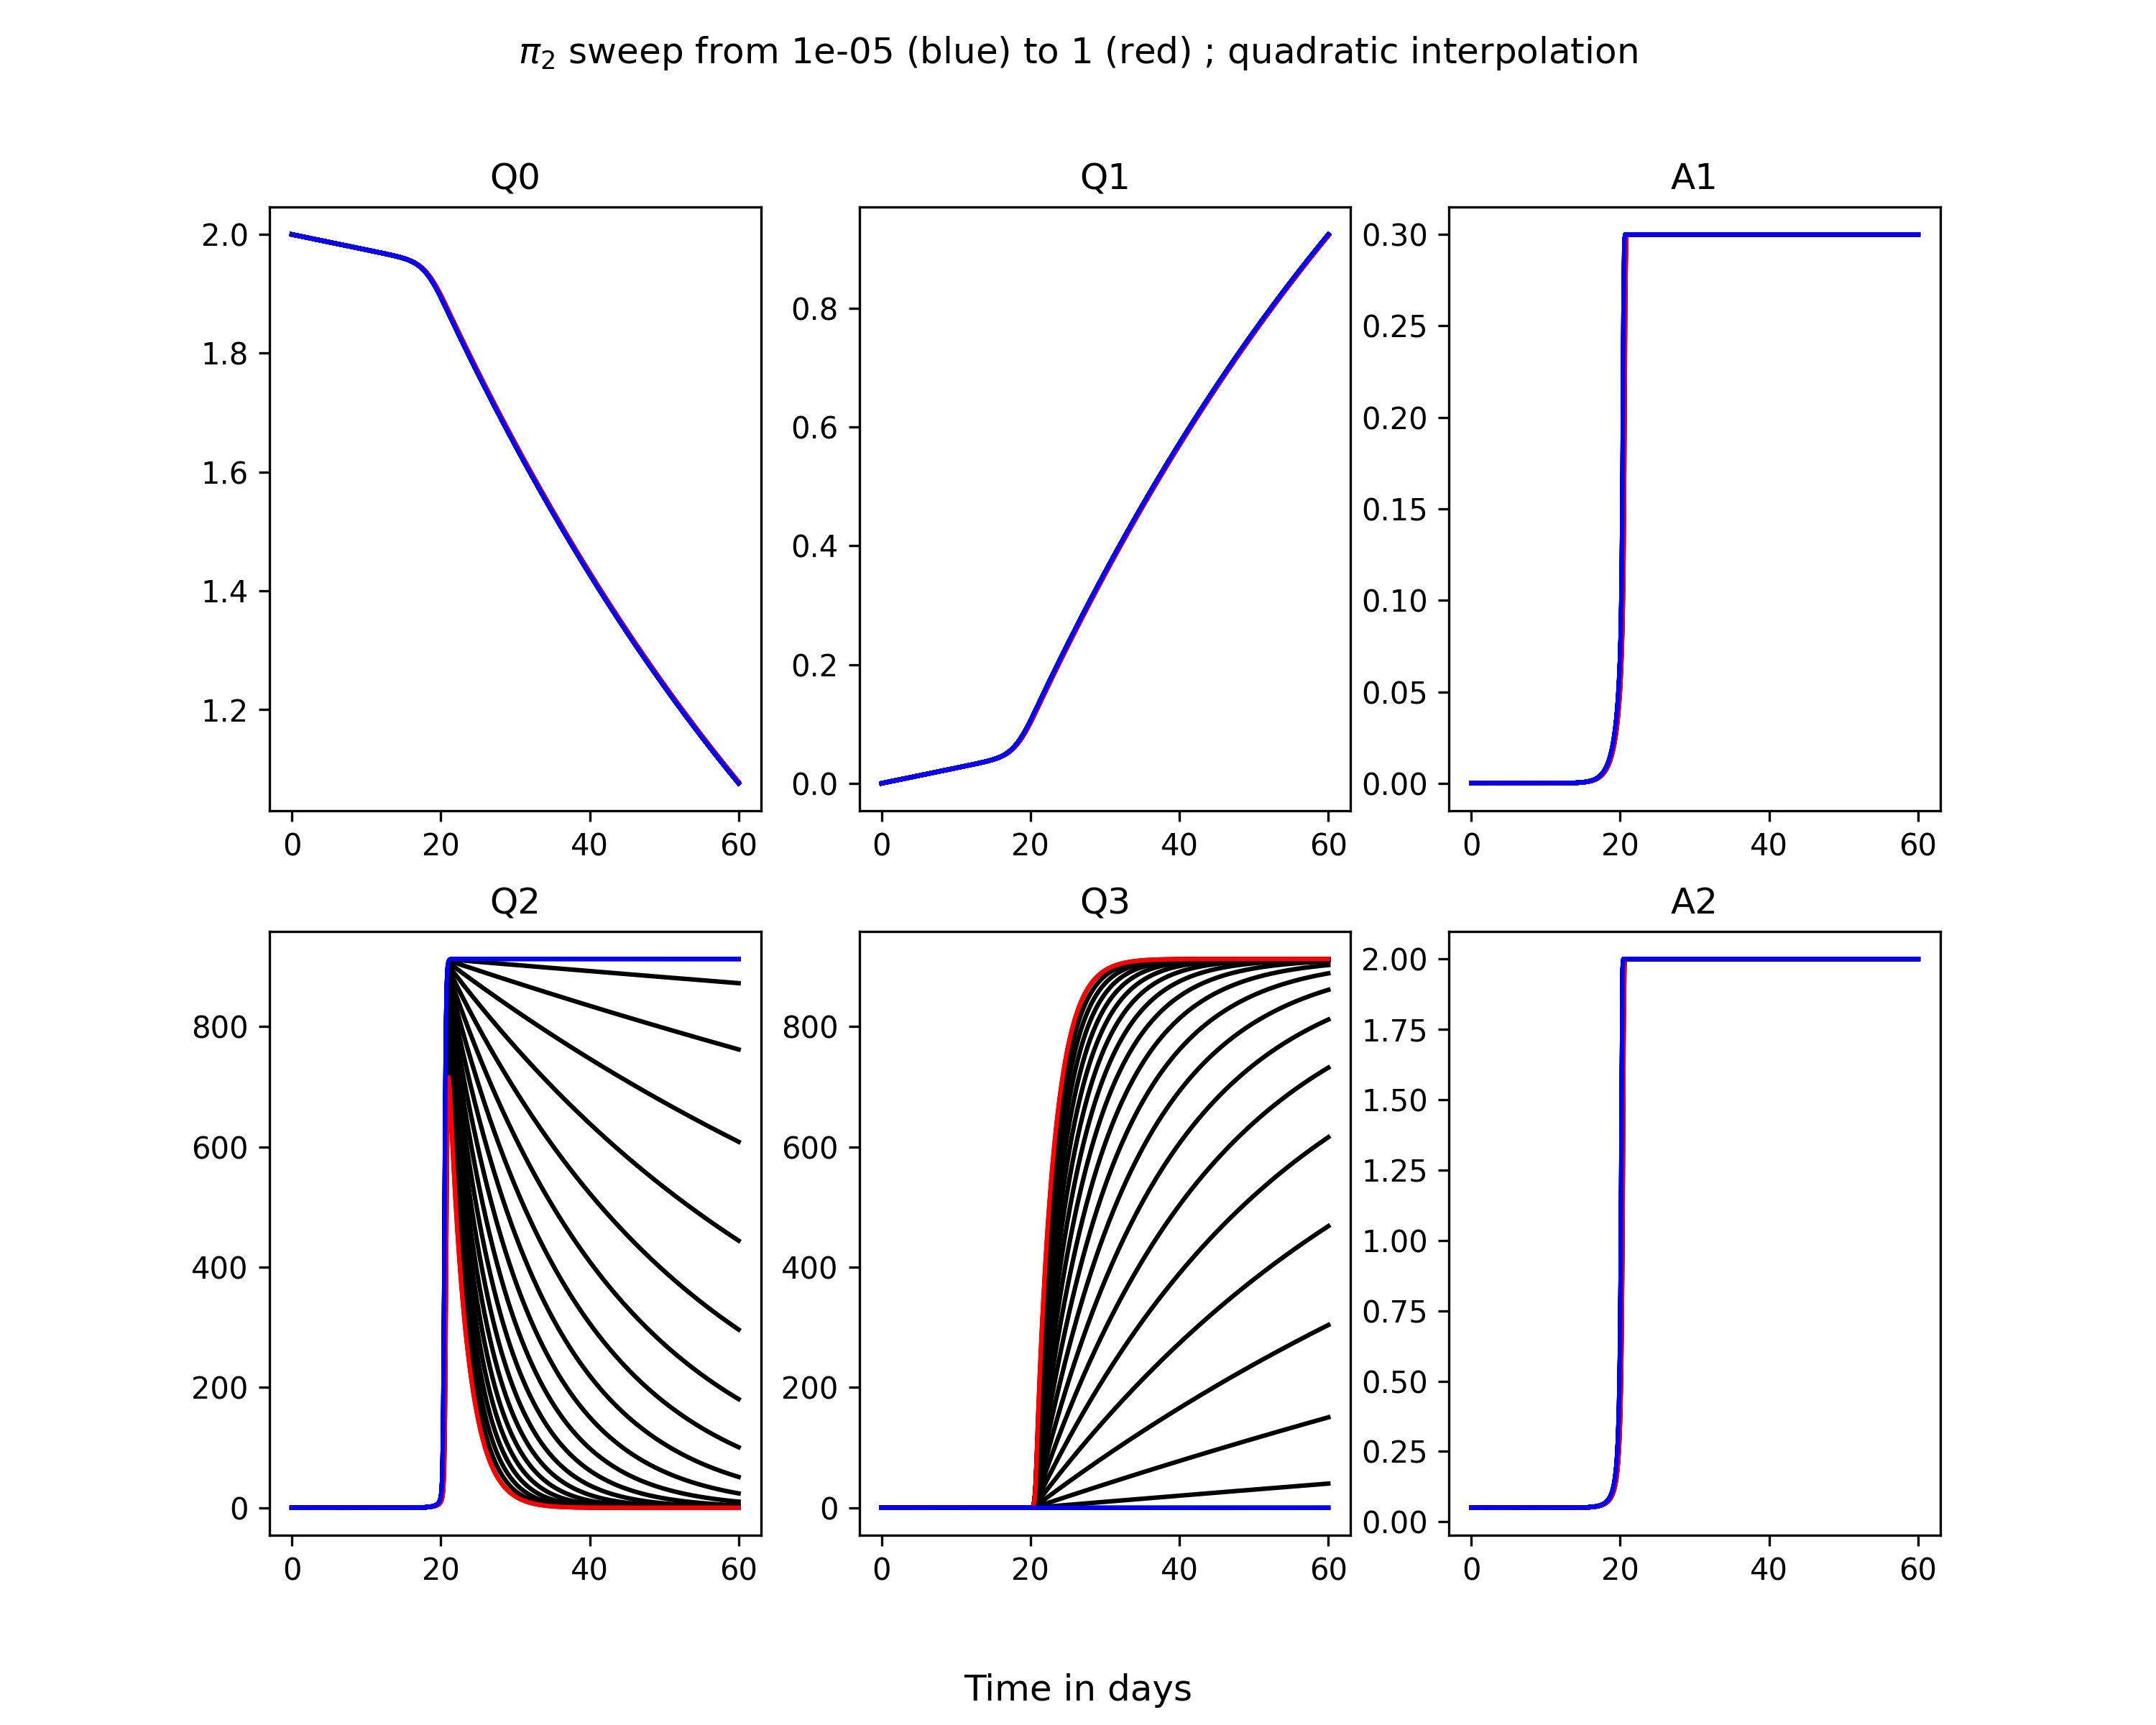 π₂ sweep from 1e-05 (blue) to 1 (red) ; quadratic interpolation
Q0
2.0
1.8
1.6
1.4
1.2
0 20 40 60
Q1
0.8
0.6
0.4
0.2
0.0
0 20 40 60
A1
0.30
0.25
0.20
0.15
0.10
0.05
0.00
0 20 40 60
Q2
800
600
400
200
0
0 20 40 60
Q3
800
600
400
200
0
0 20 40 60
A2
2.00
1.75
1.50
1.25
1.00
0.75
0.50
0.25
0.00
0 20 40 60
Time in days